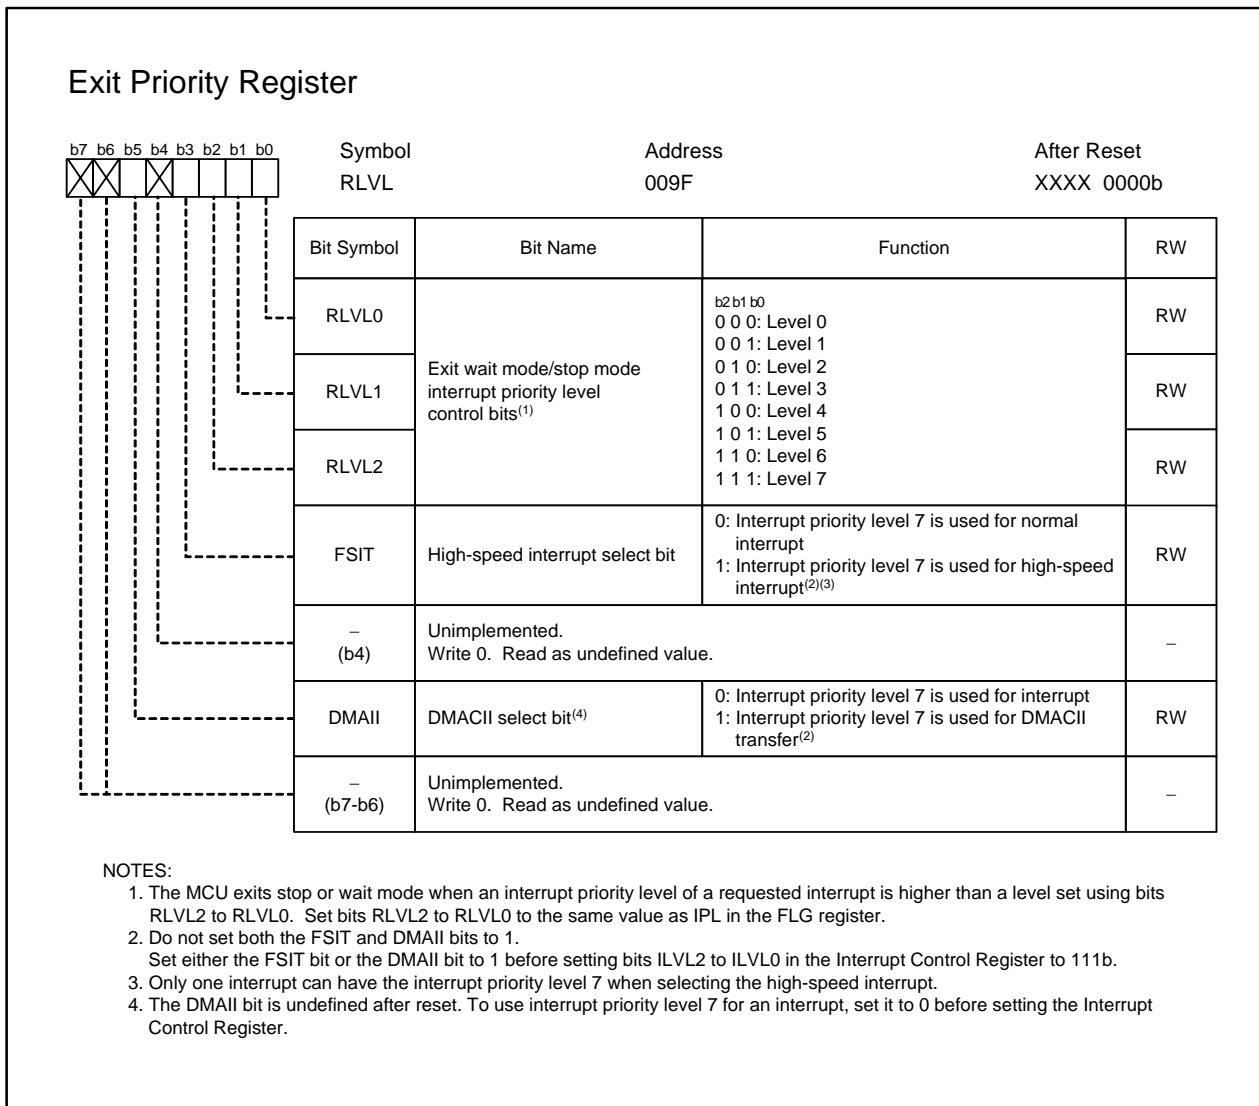 Exit Priority Register
b7 b6 b5 b4 b3 b2 b1 b0
Symbol Address After Reset
RLVL 009F XXXX 0000b
Bit Symbol Bit Name Function RW
RLVL0 RW
RLVL1 RW
RLVL2 RW
Exit wait mode/stop mode
interrupt priority level
control bits(1)
b2 b1 b0
0 0 0: Level 0
0 0 1: Level 1
0 1 0: Level 2
0 1 1: Level 3
1 0 0: Level 4
1 0 1: Level 5
1 1 0: Level 6
1 1 1: Level 7
FSIT High-speed interrupt select bit
0: Interrupt priority level 7 is used for normal
interrupt
1: Interrupt priority level 7 is used for high-speed
interrupt(2)(3)
RW
–
(b4)
Unimplemented.
Write 0. Read as undefined value.
–
DMAII DMACII select bit(4)
0: Interrupt priority level 7 is used for interrupt
1: Interrupt priority level 7 is used for DMACII
transfer(2)
RW
–
(b7-b6)
Unimplemented.
Write 0. Read as undefined value.
–
NOTES:
1. The MCU exits stop or wait mode when an interrupt priority level of a requested interrupt is higher than a level set using bits
RLVL2 to RLVL0. Set bits RLVL2 to RLVL0 to the same value as IPL in the FLG register.
2. Do not set both the FSIT and DMAII bits to 1.
Set either the FSIT bit or the DMAII bit to 1 before setting bits ILVL2 to ILVL0 in the Interrupt Control Register to 111b.
3. Only one interrupt can have the interrupt priority level 7 when selecting the high-speed interrupt.
4. The DMAII bit is undefined after reset. To use interrupt priority level 7 for an interrupt, set it to 0 before setting the Interrupt
Control Register.